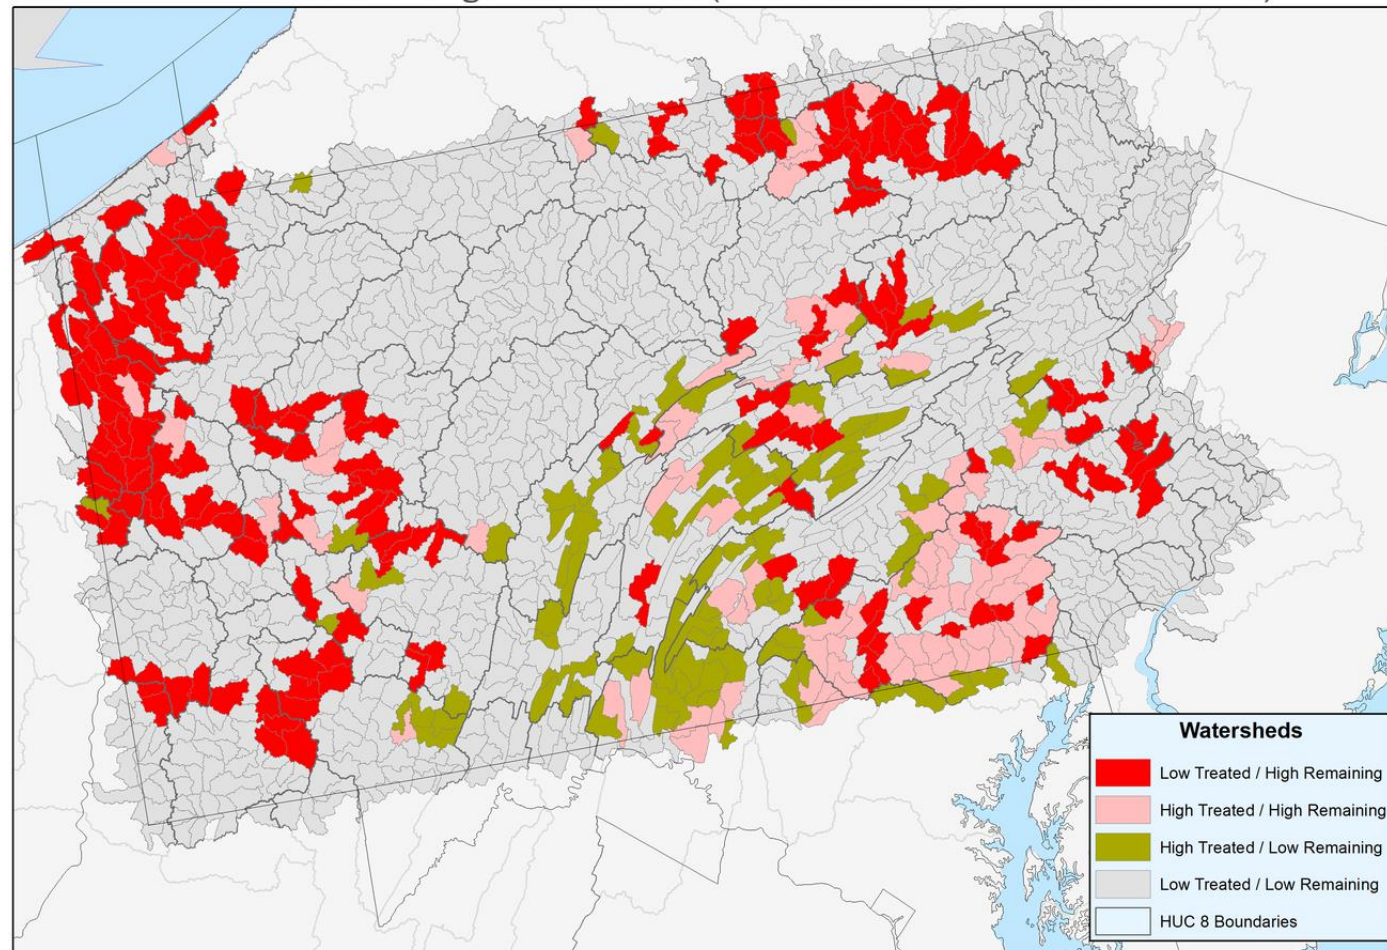 Watersheds
Low Treated / High Remaining
High Treated / High Remaining
High Treated / Low Remaining
Low Treated / Low Remaining
HUC 8 Boundaries